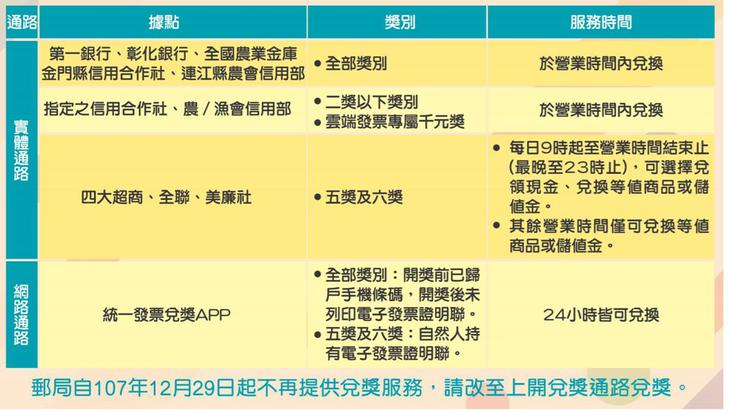 通路 據點 獎別 服務時間
實體通路
第一銀行、彰化銀行、全國農業金庫
金門縣信用合作社、連江縣農會信用部
•全部獎別
於營業時間內兌換
指定之信用合作社、農/漁會信用部
•二獎以下獎別
•雲端發票專屬千元獎
於營業時間內兌換
四大超商、全聯、美廉社
•五獎及六獎
•每日9時起至營業時間結束止
(最晚至23時止),可選擇兌
領現金、兌換等值商品或儲
值金。
•其餘營業時間僅可兌換等值
商品或儲值金。
網路通路
統一發票兌獎APP
•全部獎別:開獎前已歸
戶手機條碼,開獎後未
列印電子發票證明聯。
•五獎及六獎:自然人持
有電子發票證明聯。
24小時皆可兌換
郵局自107年12月29日起不再提供兌獎服務,請改至上開兌獎通路兌獎。